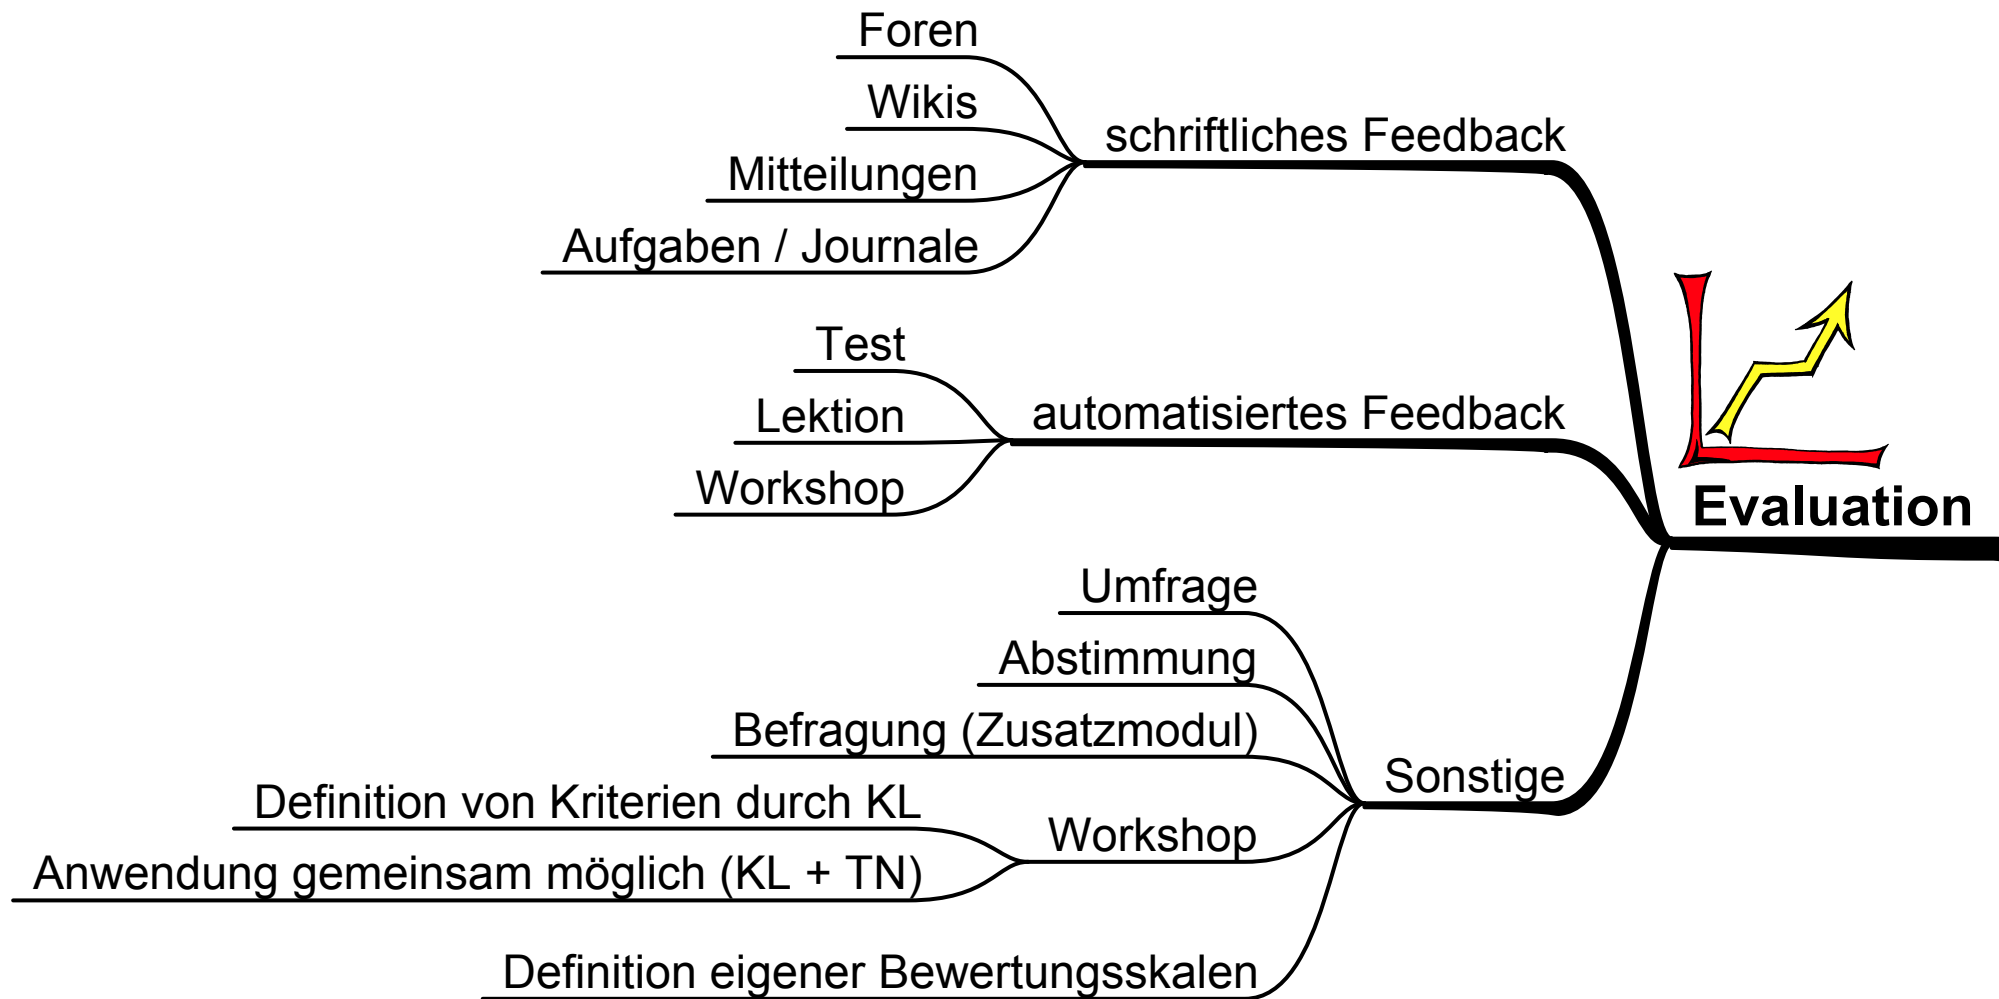 Foren
Wikis
schriftliches Feedback
Mitteilungen
Aufgaben / Journale
Test
Lektion
automatisiertes Feedback
Workshop
Evaluation
Umfrage
Abstimmung
Befragung (Zusatzmodul)
Sonstige
Definition von Kriterien durch KL
Workshop
Anwendung gemeinsam möglich (KL + TN)
Definition eigener Bewertungsskalen